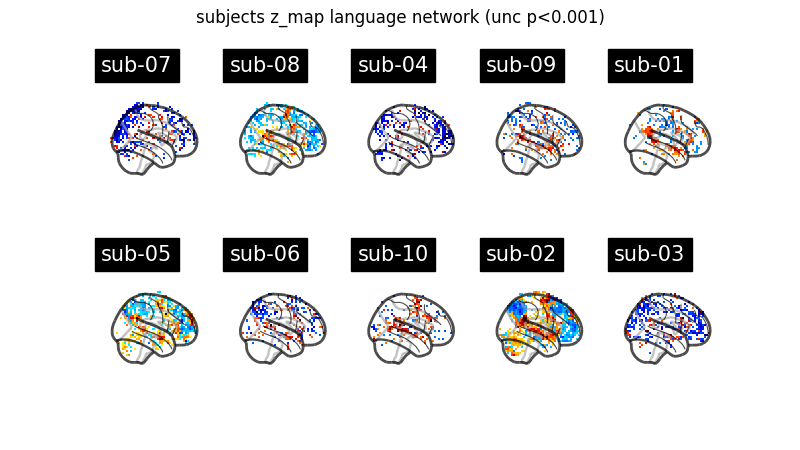 subjects z_map language network (unc p<0.001)
sub-07 sub-08 sub-04 sub-09 sub-01
sub-05 sub-06 sub-10 sub-02 sub-03